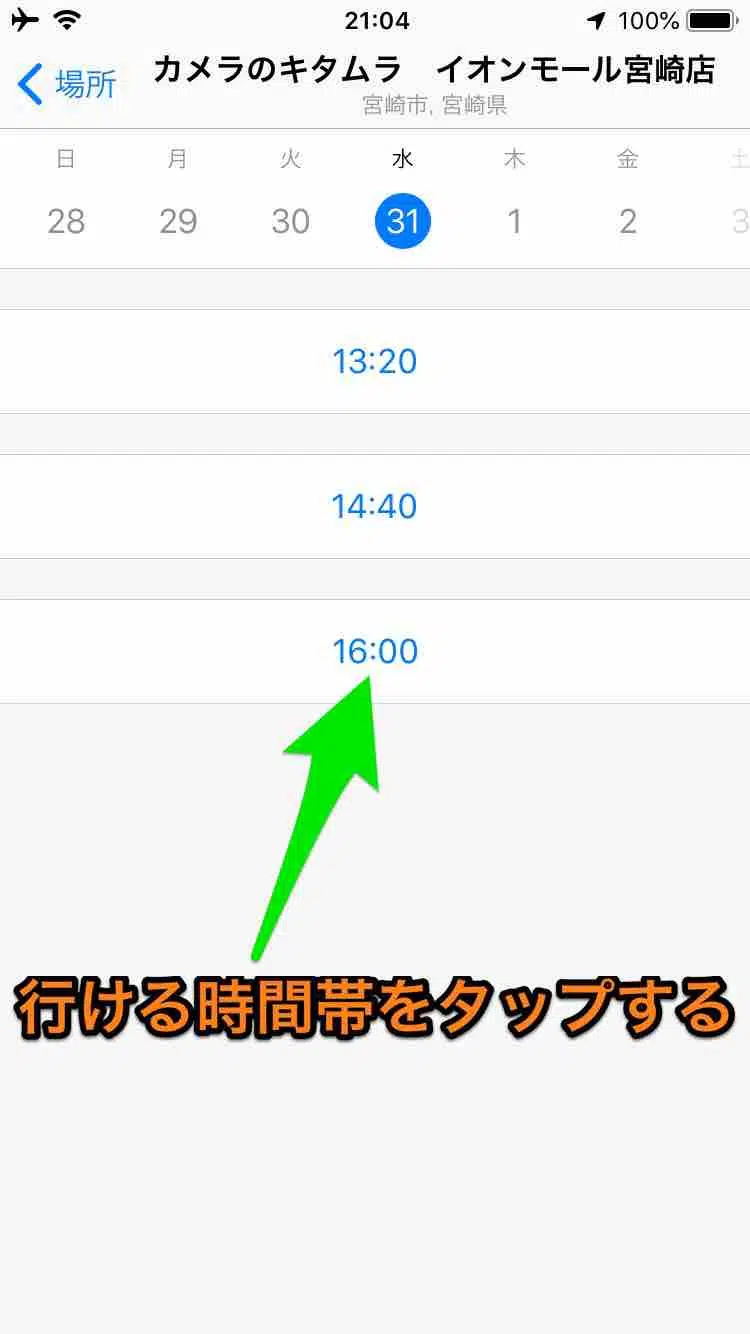 21:04 100%
場所 カメラのキタムラ　イオンモール宮崎店
宮崎市, 宮崎県
日 月 火 水 木 金 土
28 29 30 31 1 2 3
13:20
14:40
16:00
行ける時間帯をタップする